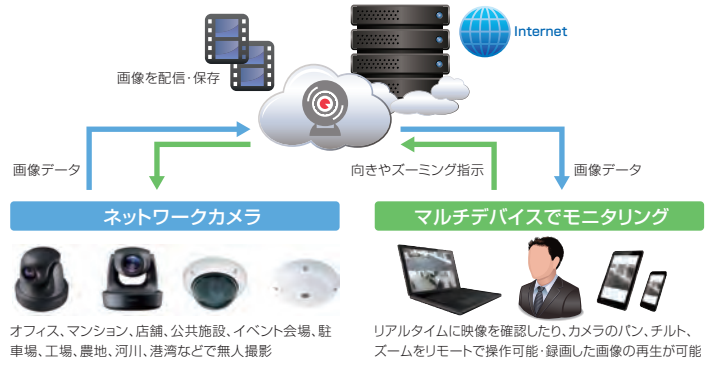 Internet
画像を配信・保存
画像データ
向きやズーミング指示
画像データ
ネットワークカメラ
マルチデバイスでモニタリング
オフィス、マンション、店舗、公共施設、イベント会場、駐
車場、工場、農地、河川、港湾などで無人撮影
リアルタイムに映像を確認したり、カメラのパン、チルト、
ズームをリモートで操作可能・録画した画像の再生が可能